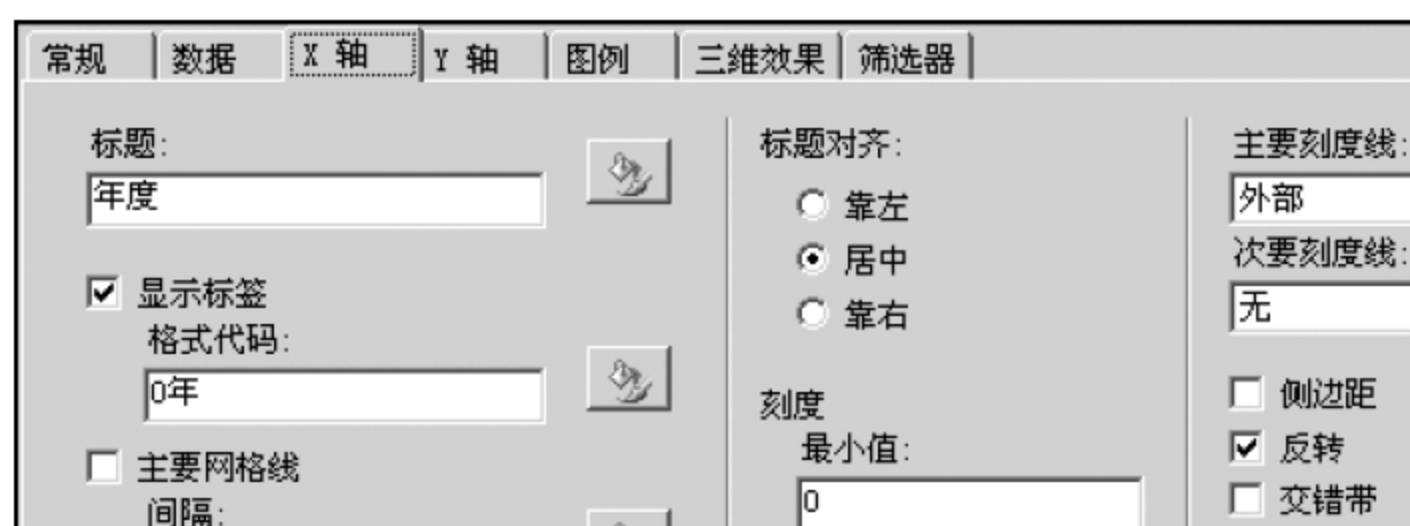 常规 数据 X 轴 Y 轴 图例 三维效果 筛选器
标题:
年度
显示标签
格式代码:
0年
主要网格线
间隔:
标题对齐:
靠左
居中
靠右
刻度
最小值:
0
主要刻度线:
外部
次要刻度线:
无
侧边距
反转
交错带